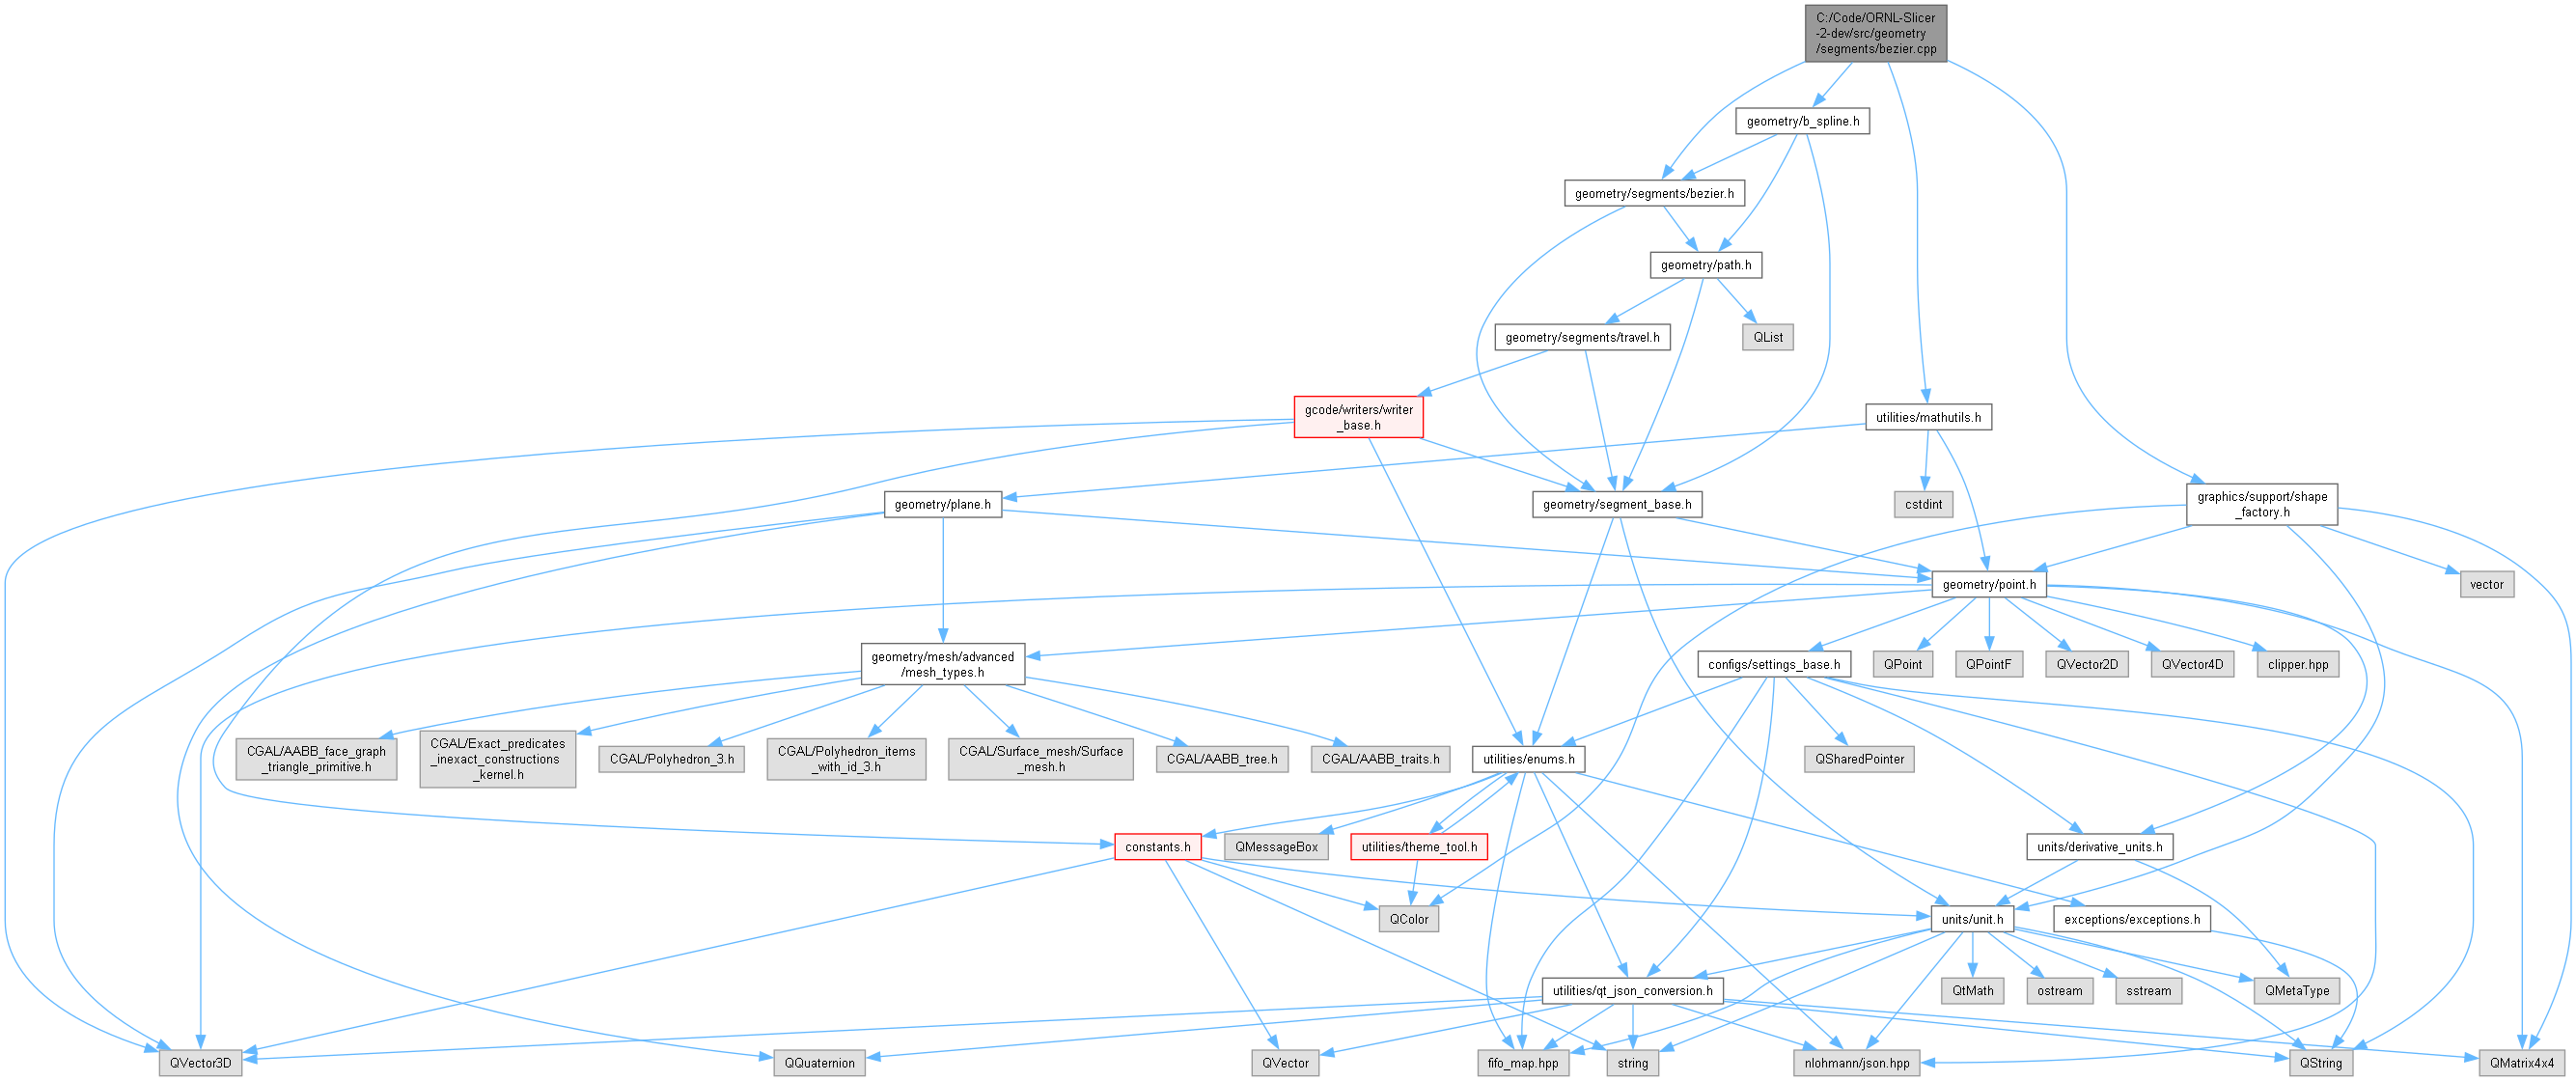 C:/Code/ORNL-Slicer
-2-dev/src/geometry
/segments/bezier.cpp
geometry/b_spline.h
geometry/segments/bezier.h
geometry/path.h
geometry/segments/travel.h
QList
gcode/writers/writer
_base.h
utilities/mathutils.h
geometry/plane.h
geometry/segment_base.h
cstdint
graphics/support/shape
_factory.h
geometry/point.h
vector
geometry/mesh/advanced
/mesh_types.h
configs/settings_base.h
QPoint
QPointF
QVector2D
QVector4D
clipper.hpp
CGAL/AABB_face_graph
_triangle_primitive.h
CGAL/Exact_predicates
_inexact_constructions
_kernel.h
CGAL/Polyhedron_3.h
CGAL/Polyhedron_items
_with_id_3.h
CGAL/Surface_mesh/Surface
_mesh.h
CGAL/AABB_tree.h
CGAL/AABB_traits.h
utilities/enums.h
QSharedPointer
constants.h
QMessageBox
utilities/theme_tool.h
units/derivative_units.h
QColor
units/unit.h
exceptions/exceptions.h
utilities/qt_json_conversion.h
QtMath
ostream
sstream
QMetaType
QVector3D
QQuaternion
QVector
fifo_map.hpp
string
nlohmann/json.hpp
QString
QMatrix4x4